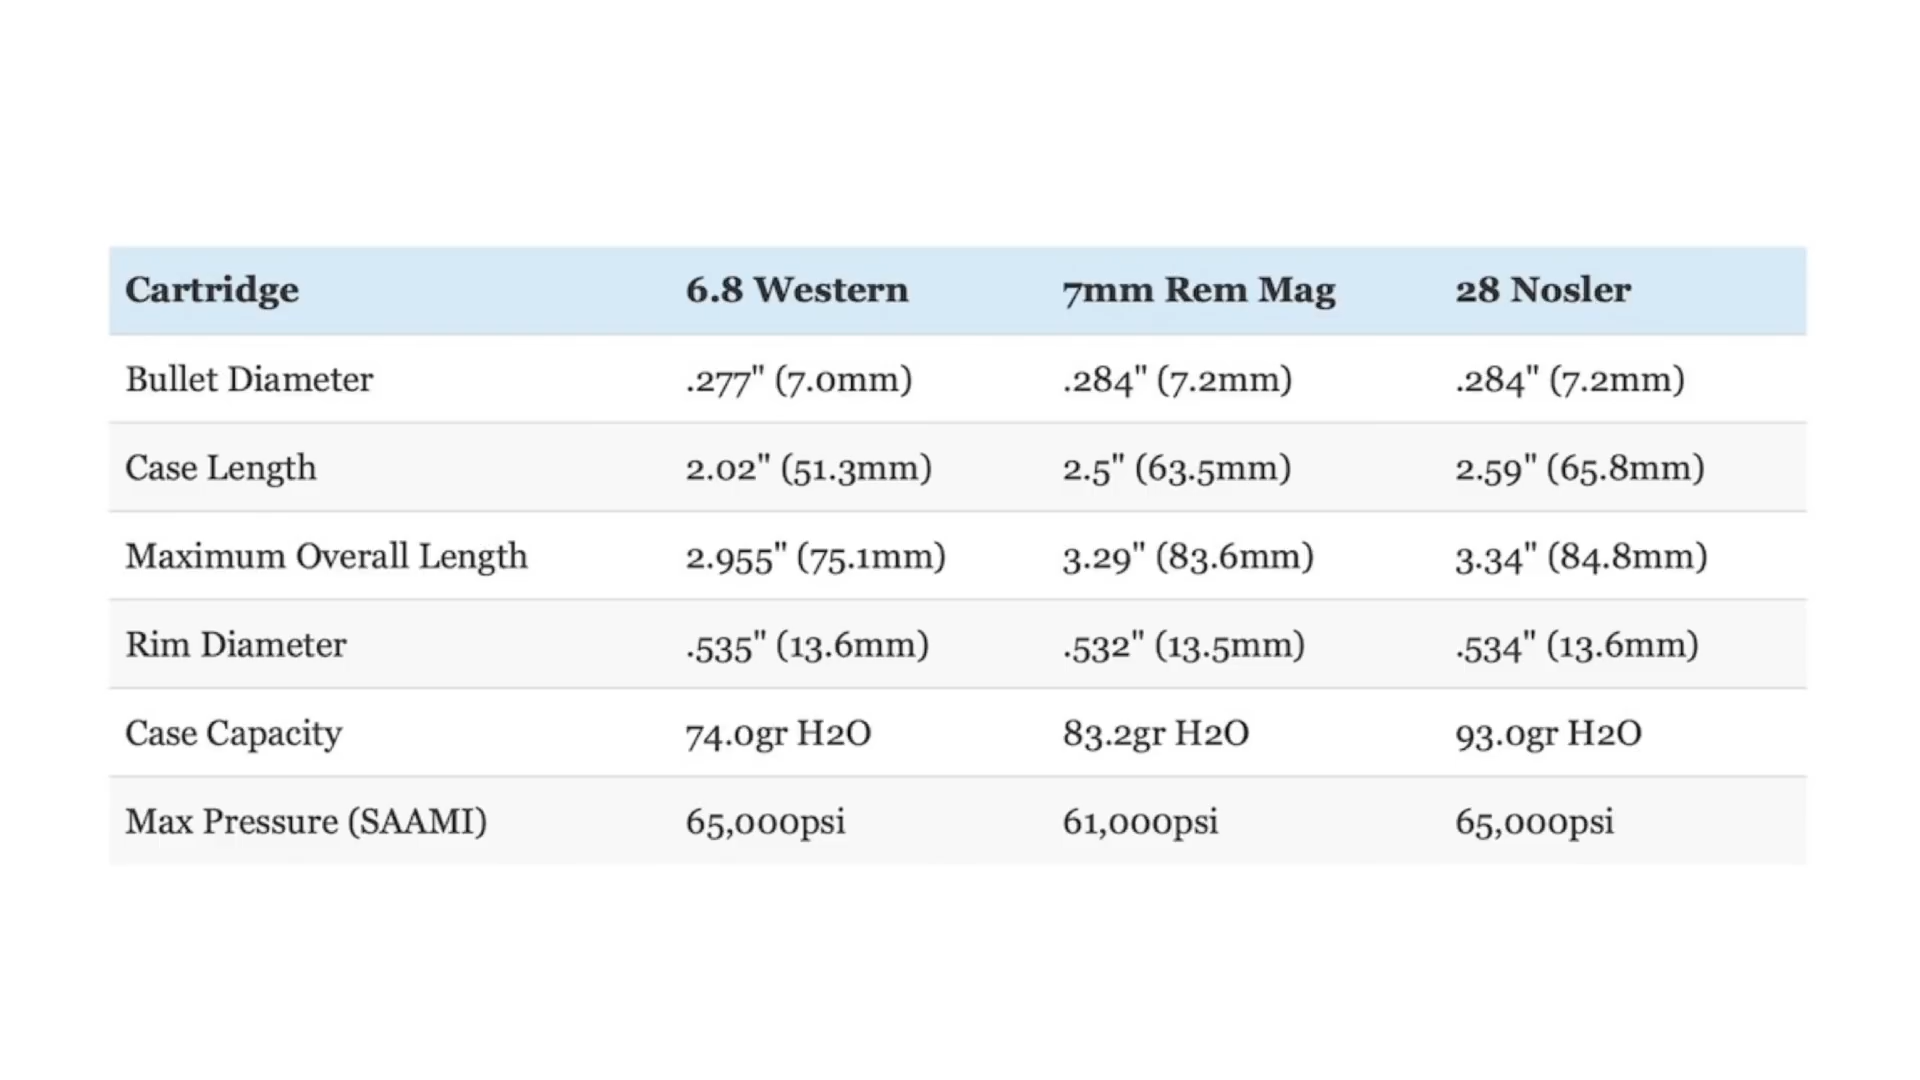 Cartridge 6.8 Western 7mm Rem Mag 28 Nosler
Bullet Diameter .277" (7.0mm) .284" (7.2mm) .284" (7.2mm)
Case Length 2.02" (51.3mm) 2.5" (63.5mm) 2.59" (65.8mm)
Maximum Overall Length 2.955" (75.1mm) 3.29" (83.6mm) 3.34" (84.8mm)
Rim Diameter .535" (13.6mm) .532" (13.5mm) .534" (13.6mm)
Case Capacity 74.0gr H2O 83.2gr H2O 93.0gr H2O
Max Pressure (SAAMI) 65,000psi 61,000psi 65,000psi